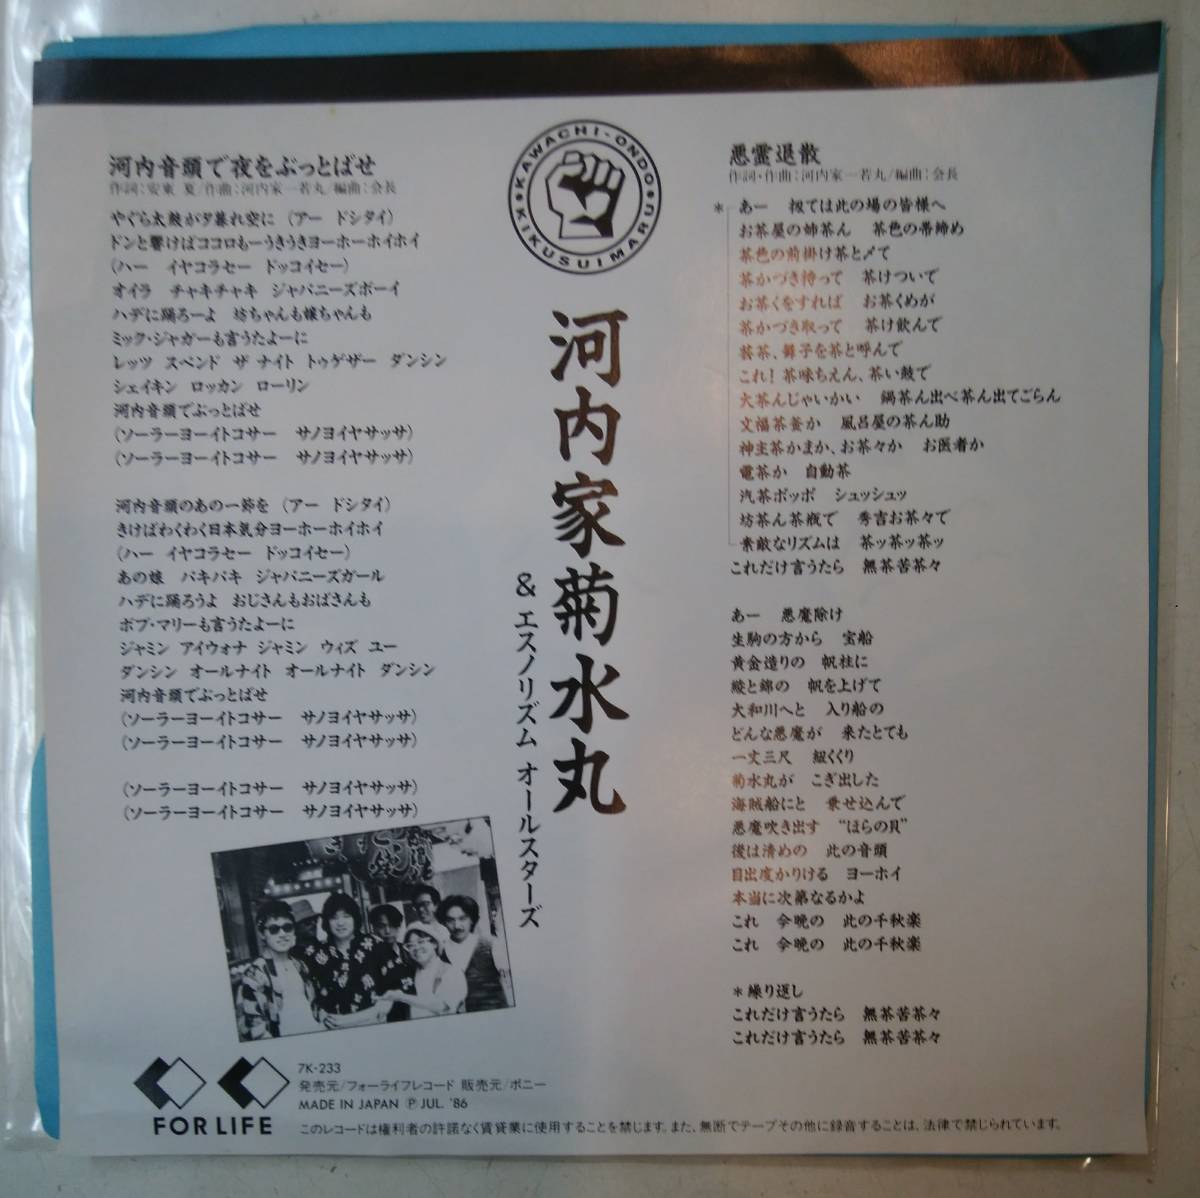 河内音頭で夜をぶっとばせ
作詞：安東 夏/作曲：河内家一若丸/編曲：会長
やぐら太鼓が夕暮れ空に (アー ドシタイ)
ドンと響けばココロもーうきうきヨーホーホイホイ
(ハー イヤコラセー ドッコイセー)
オイラ チャキチャキ ジャパニーズボーイ
ハデに踊ろーよ 坊ちゃんも嬢ちゃんも
ミック・ジャガーも言うたよーに
レッツ スペンド ザ ナイト トゥゲザー ダンシン
シェイキン ロッカン ローリン
河内音頭でぶっとばせ
(ソーラーヨーイトコサー サノヨイヤサッサ)
(ソーラーヨーイトコサー サノヨイヤサッサ)
河内音頭のあの一節を (アー ドシタイ)
きけばわくわく日本気分ヨーホーホイホイ
(ハー イヤコラセー ドッコイセー)
あの娘 バキバキ ジャパニーズガール
ハデに踊ろうよ おじさんもおばさんも
ボブ・マリーも言うたよーに
ジャミン アイウォナ ジャミン ウィズ ユー
ダンシン オールナイト オールナイト ダンシン
河内音頭でぶっとばせ
(ソーラーヨーイトコサー サノヨイヤサッサ)
(ソーラーヨーイトコサー サノヨイヤサッサ)
(ソーラーヨーイトコサー サノヨイヤサッサ)
(ソーラーヨーイトコサー サノヨイヤサッサ)
KAWACHI-ONDO
KIKUSUIMARU
河内家菊水丸
& エスノリズム オールスターズ
悪霊退散
作詞・作曲：河内家一若丸/編曲：会長
* あー 扨ては此の場の皆様へ
お茶屋の姉茶ん 茶色の帯締め
茶色の前掛け茶と〆て
茶かづき待って 茶けついで
お茶くをすれば お茶くめが
茶かづき取って 茶け飲んで
芸茶、舞子を茶と呼んで
これ! 茶味ちえん、茶い鼓で
火茶んじゃいかい 鍋茶ん出べ茶ん出てごらん
文福茶釜か 風呂屋の茶ん助
神主茶かまか、お茶々か お医者か
電茶か 自動茶
汽茶ポッポ シュッシュッ
坊茶ん茶瓶で 秀吉お茶々で
素敵なリズムは 茶ッ茶ッ茶ッ
これだけ言うたら 無茶苦茶々
あー 悪魔除け
生駒の方から 宝船
黄金造りの 帆柱に
綾と錦の 帆を上げて
大和川へと 入り船の
どんな悪魔が 来たとても
一丈三尺 紐くくり
菊水丸が こぎ出した
海賊船にと 乗せ込んで
悪魔吹き出す “ほらの貝”
後は清めの 此の音頭
目出度かりける ヨーホイ
本当に次第なるかよ
これ 今晩の 此の千秋楽
これ 今晩の 此の千秋楽
*繰り返し
これだけ言うたら 無茶苦茶々
これだけ言うたら 無茶苦茶々
FOR LIFE
7K-233
発売元/フォーライフレコード 販売元/ポニー
MADE IN JAPAN Ⓟ JUL. '86
このレコードは権利者の許諾なく賃貸業に使用することを禁じます。また、無断でテープその他に録音することは、法律で禁じられています。